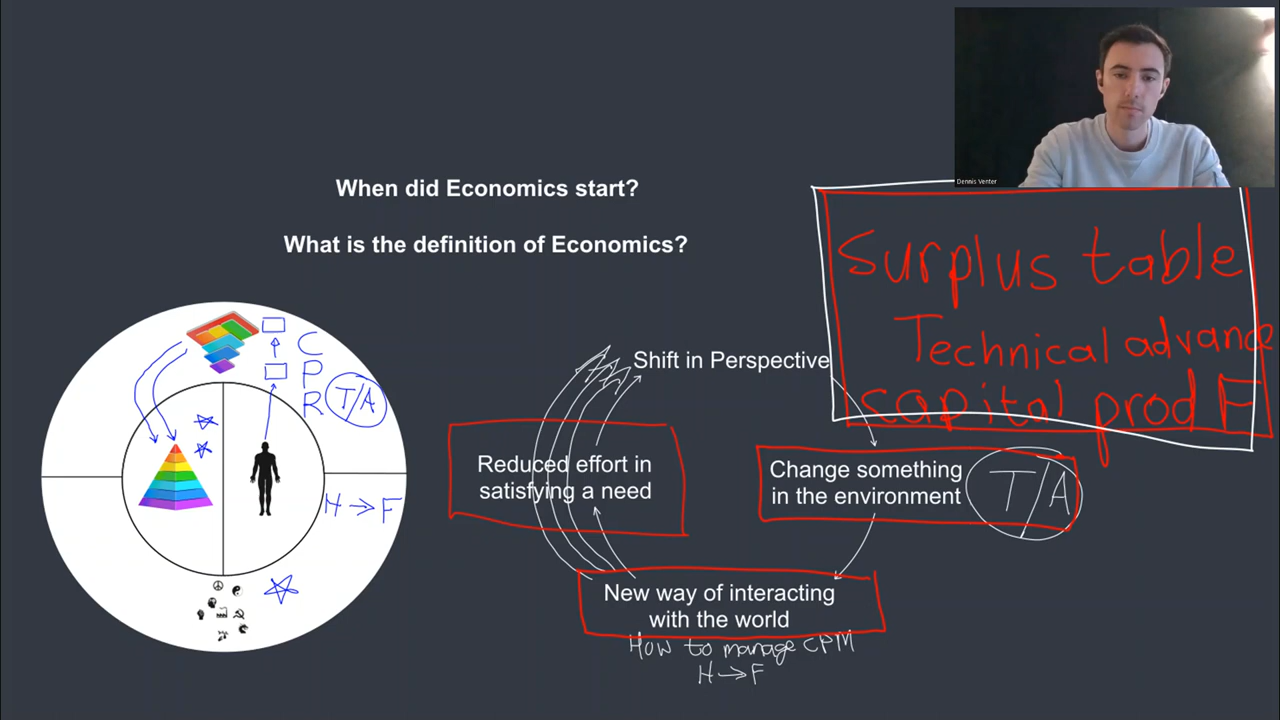 Dennis Venter
When did Economics start?
What is the definition of Economics?
Surplus table
Technical advance
capital prod F
C
P
R T/A
H → F
Shift in Perspective
Reduced effort in
satisfying a need
Change something
in the environment
T/A
New way of interacting
with the world
How to manage CPM
H → F